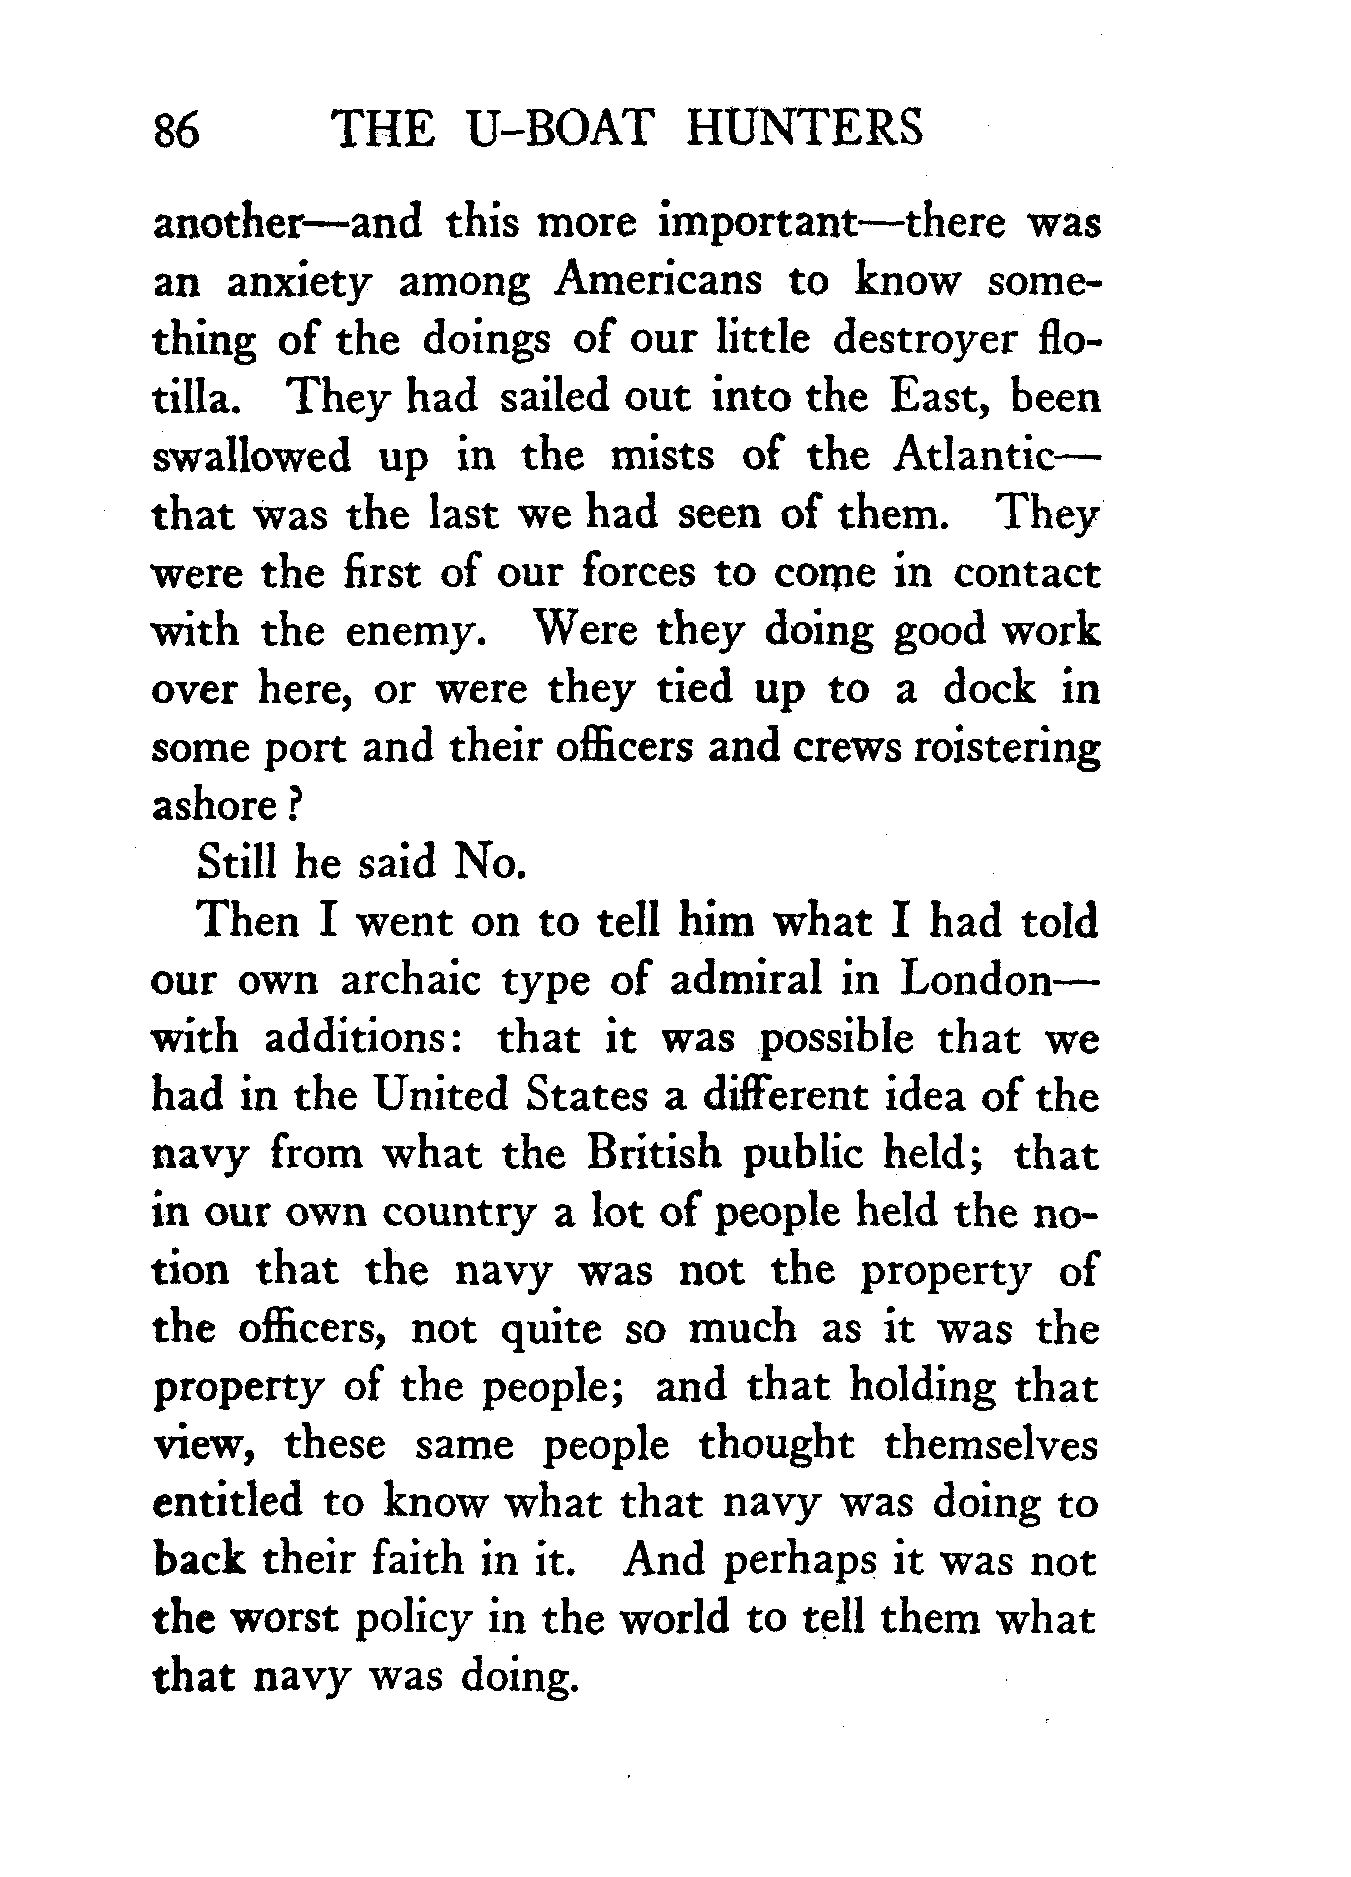 86 THE U-BOAT HUNTERS
another—and this more important—there was
an anxiety among Americans to know some-
thing of the doings of our little destroyer flo-
tilla. They had sailed out into the East, been
swallowed up in the mists of the Atlantic—
that was the last we had seen of them. They
were the first of our forces to come in contact
with the enemy. Were they doing good work
over here, or were they tied up to a dock in
some port and their officers and crews roistering
ashore?
Still he said No.
Then I went on to tell him what I had told
our own archaic type of admiral in London—
with additions: that it was possible that we
had in the United States a different idea of the
navy from what the British public held; that
in our own country a lot of people held the no-
tion that the navy was not the property of
the officers, not quite so much as it was the
property of the people; and that holding that
view, these same people thought themselves
entitled to know what that navy was doing to
back their faith in it. And perhaps it was not
the worst policy in the world to tell them what
that navy was doing.